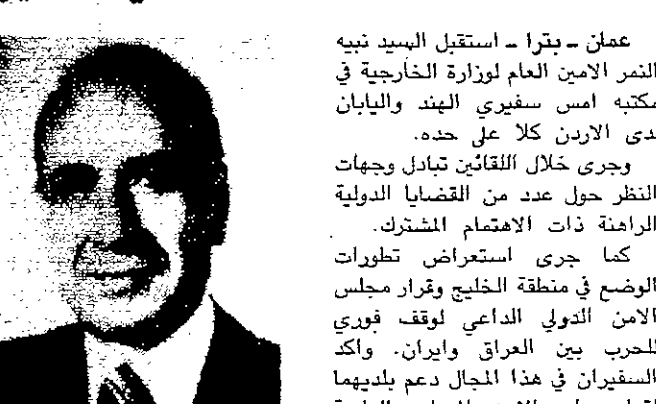 عمان ـ بترا ـ استقبل السيد نبيه
النمر الامين العام لوزارة الخارجية في
مكتبه امس سفيري الهند واليابان
لدى الاردن كلا على حده.
وجرى خلال اللقائين تبادل وجهات
النظر حول عدد من القضايا الدولية
الراهنة ذات الاهتمام المشترك.
كما جرى استعراض تطورات
الوضع في منطقة الخليج وقرار مجلس
الامن الدولي الداعي لوقف فوري
للحرب بين العراق وايران. واكد
السفيران في هذا المجال دعم بلديهما